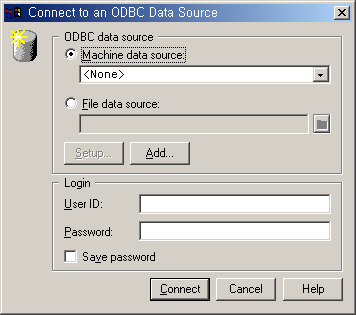 Connect to an ODBC Data Source
ODBC data source
Machine data source:
<None>
File data source:
Setup...
Add...
Login
User ID:
Password:
Save password
Connect
Cancel
Help